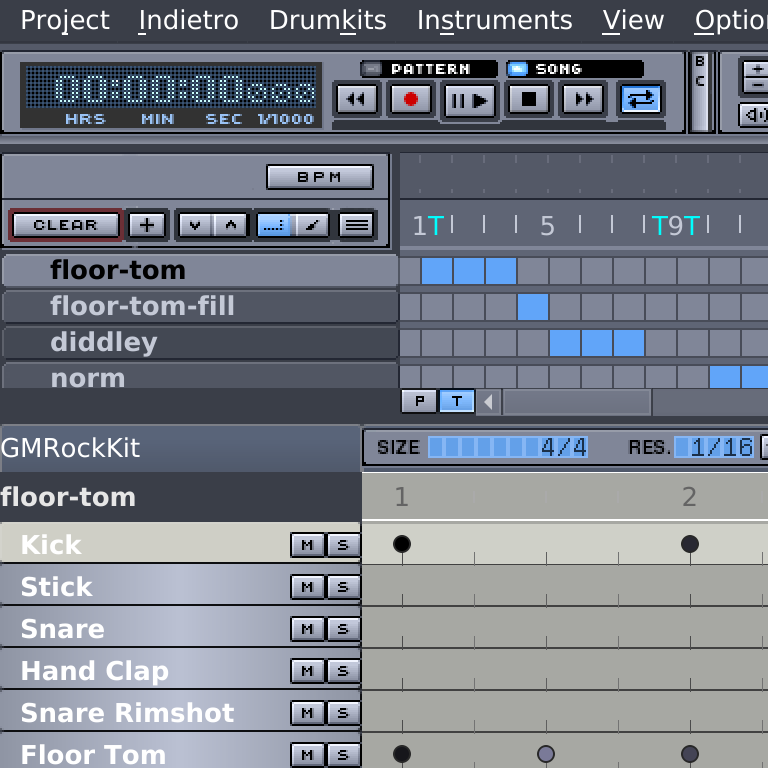 Project Indietro Drumkits Instruments View Optio
PATTERN SONG
00:00:00000
HRS MIN SEC 1/1000
B
C
BPM
CLEAR
1T 5 T9T
floor-tom
floor-tom-fill
diddley
norm
P T
GMRockKit SIZE 4/4 RES. 1/16
floor-tom 1 2
Kick M S
Stick M S
Snare M S
Hand Clap M S
Snare Rimshot M S
Floor Tom M S